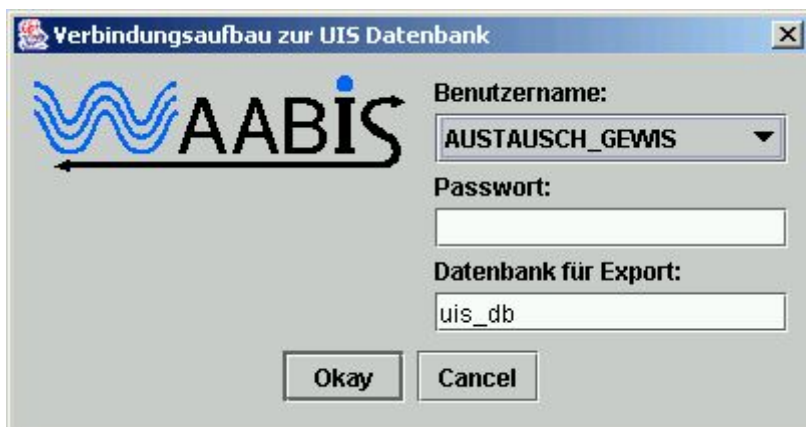 Verbindungsaufbau zur UIS Datenbank
WAABIS
Benutzername:
AUSTAUSCH_GEWIS
Passwort:
Datenbank für Export:
uis_db
Okay
Cancel